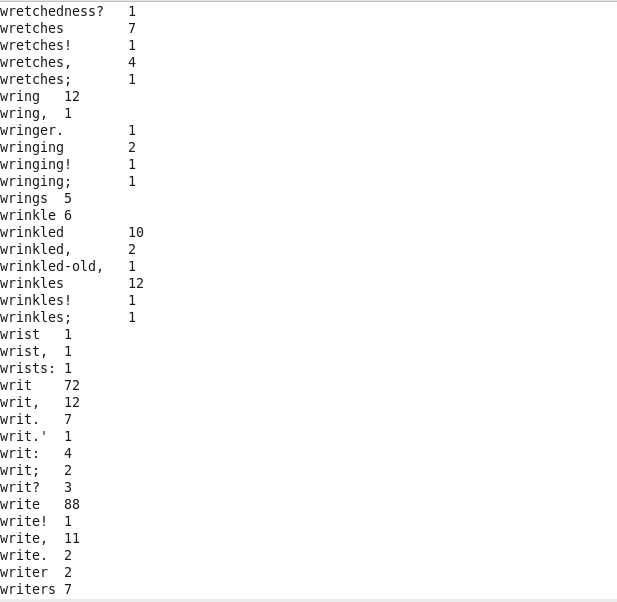 wretchedness?	1
wretches	7
wretches!	1
wretches,	4
wretches;	1
wring	12
wring,	1
wringer.	1
wringing	2
wringing!	1
wringing;	1
wrings	5
wrinkle	6
wrinkled	10
wrinkled,	2
wrinkled-old,	1
wrinkles	12
wrinkles!	1
wrinkles;	1
wrist	1
wrist,	1
wrists:	1
writ	72
writ,	12
writ.	7
writ.'	1
writ:	4
writ;	2
writ?	3
write	88
write!	1
write,	11
write.	2
writer	2
writers	7